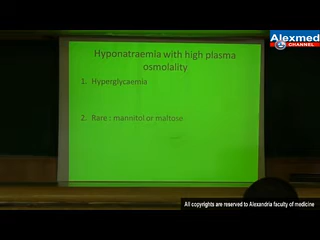 Alexmed
CHANNEL
Hyponatraemia with high plasma
osmolality
1. Hyperglycaemia
2. Rare : mannitol or maltose
All copyrights are reserved to Alexandria faculty of medicine